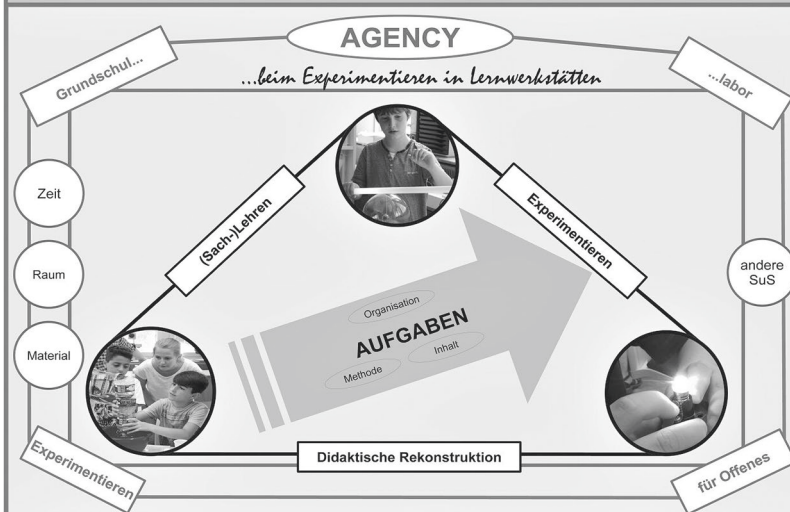 AGENCY
...beim Experimentieren in Lernwerkstätten
Grundschul...
...labor
Zeit
Raum
Material
(Sach-)Lehren
Experimentieren
andere
SuS
Organisation
AUFGABEN
Methode
Inhalt
Didaktische Rekonstruktion
Experimentieren
für Offenes